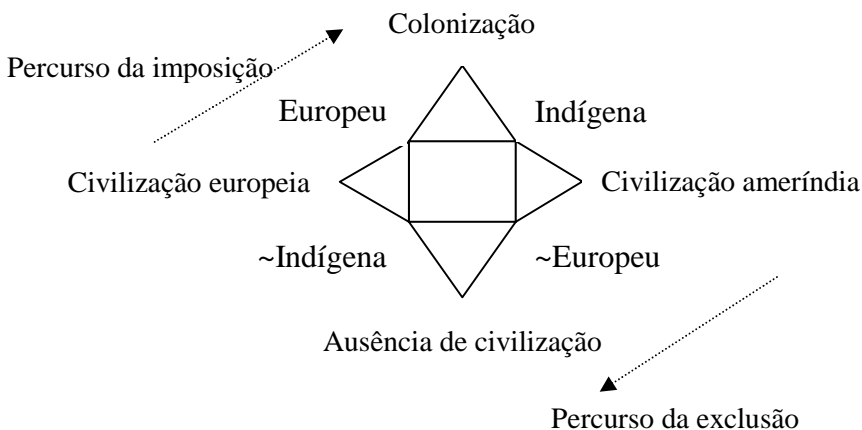 Colonização
Percurso da imposição
Europeu
Indígena
Civilização europeia
Civilização ameríndia
~Indígena
~Europeu
Ausência de civilização
Percurso da exclusão